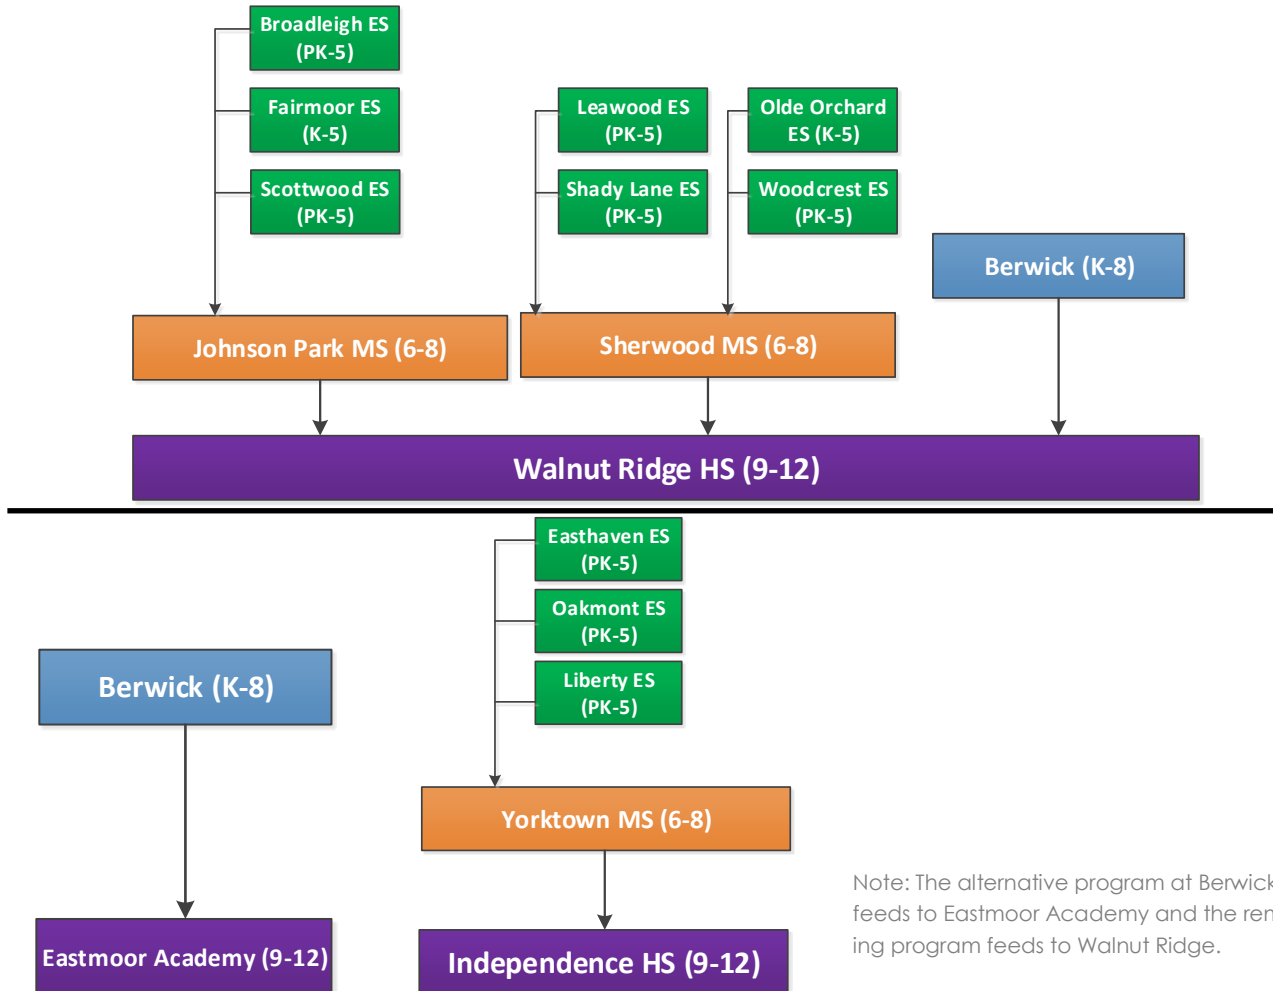 Broadleigh ES
(PK-5)
Fairmoor ES
(K-5)
Scottwood ES
(PK-5)
Leawood ES
(PK-5)
Shady Lane ES
(PK-5)
Olde Orchard
ES (K-5)
Woodcrest ES
(PK-5)
Berwick (K-8)
Johnson Park MS (6-8)
Sherwood MS (6-8)
Walnut Ridge HS (9-12)
Easthaven ES
(PK-5)
Oakmont ES
(PK-5)
Liberty ES
(PK-5)
Berwick (K-8)
Yorktown MS (6-8)
Eastmoor Academy (9-12)
Independence HS (9-12)
Note: The alternative program at Berwick
feeds to Eastmoor Academy and the
ing program feeds to Walnut Ridge.